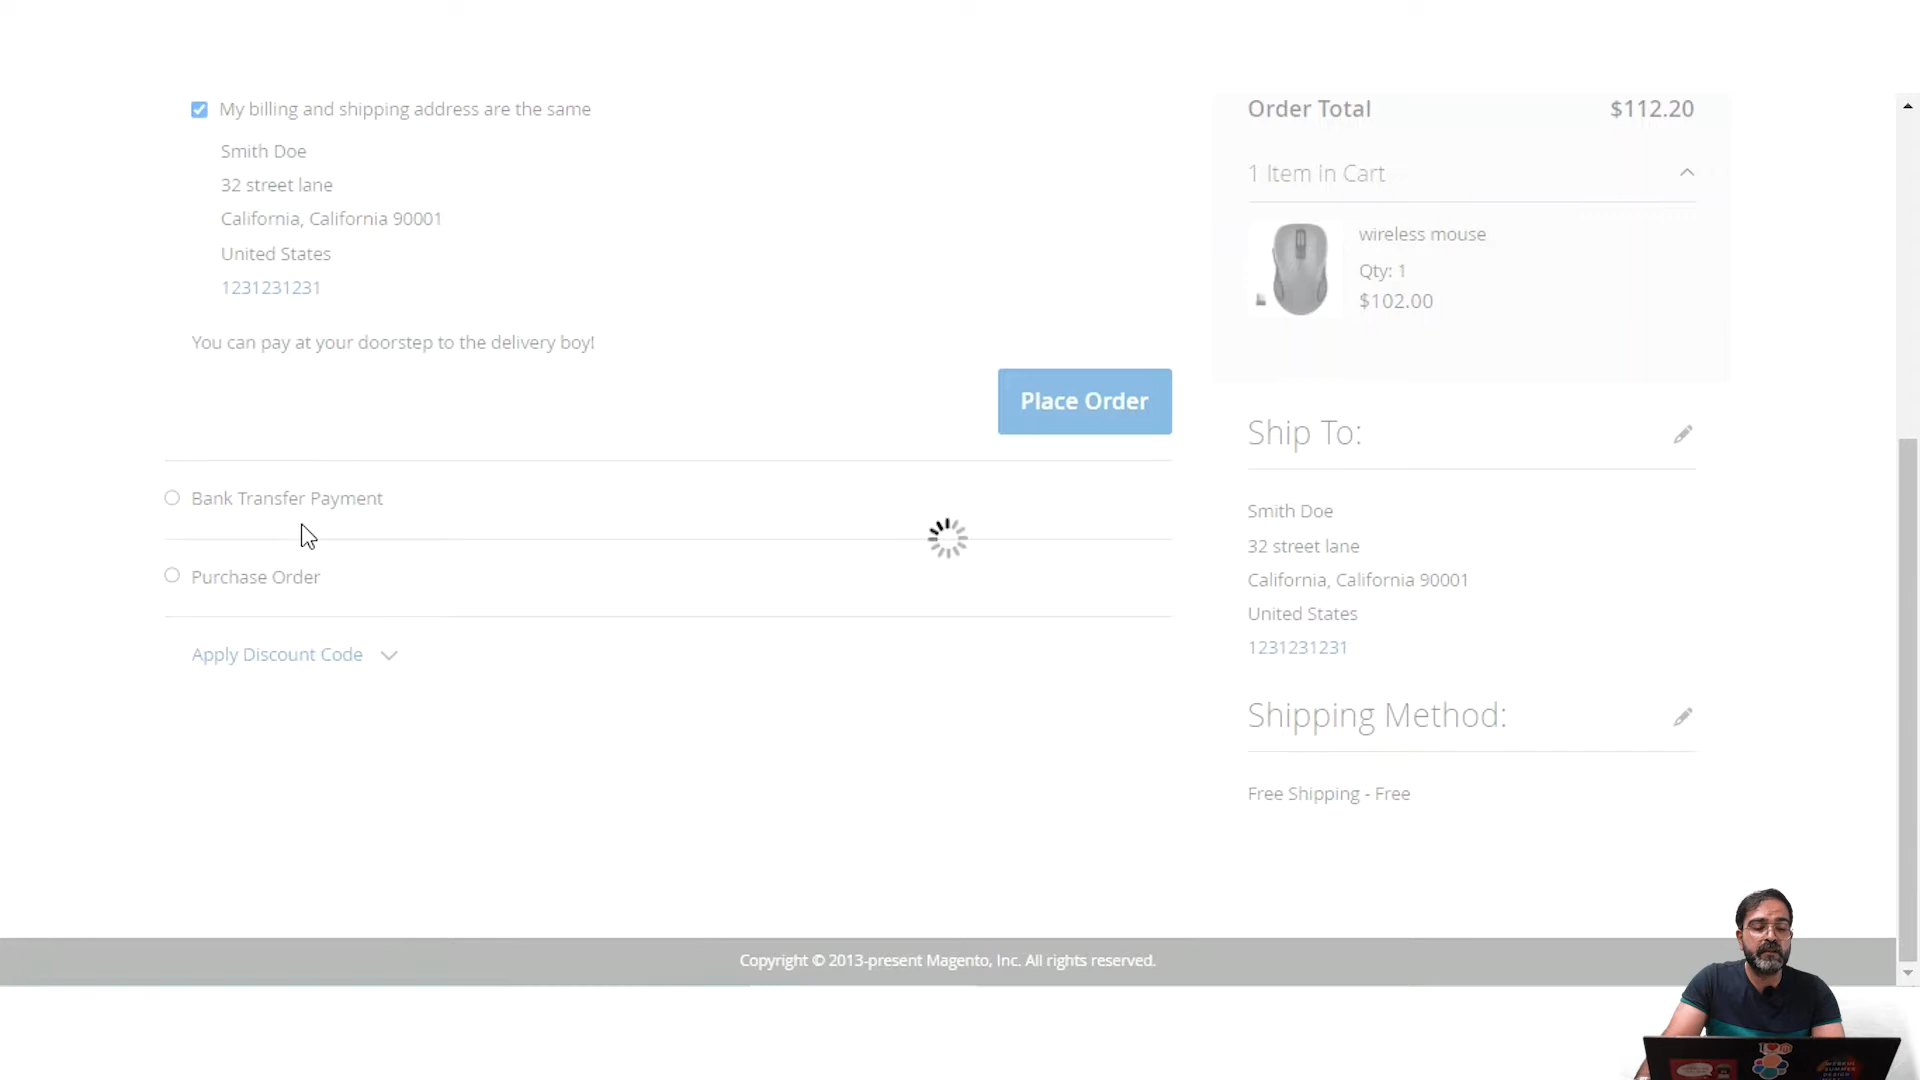 My billing and shipping address are the same
Smith Doe
32 street lane
California, California 90001
United States
1231231231
You can pay at your doorstep to the delivery boy!
Place Order
Bank Transfer Payment
Purchase Order
Apply Discount Code
Order Total $112.20
1 Item in Cart
wireless mouse
Qty: 1
$102.00
Ship To:
Smith Doe
32 street lane
California, California 90001
United States
1231231231
Shipping Method:
Free Shipping - Free
Copyright © 2013-present Magento, Inc. All rights reserved.